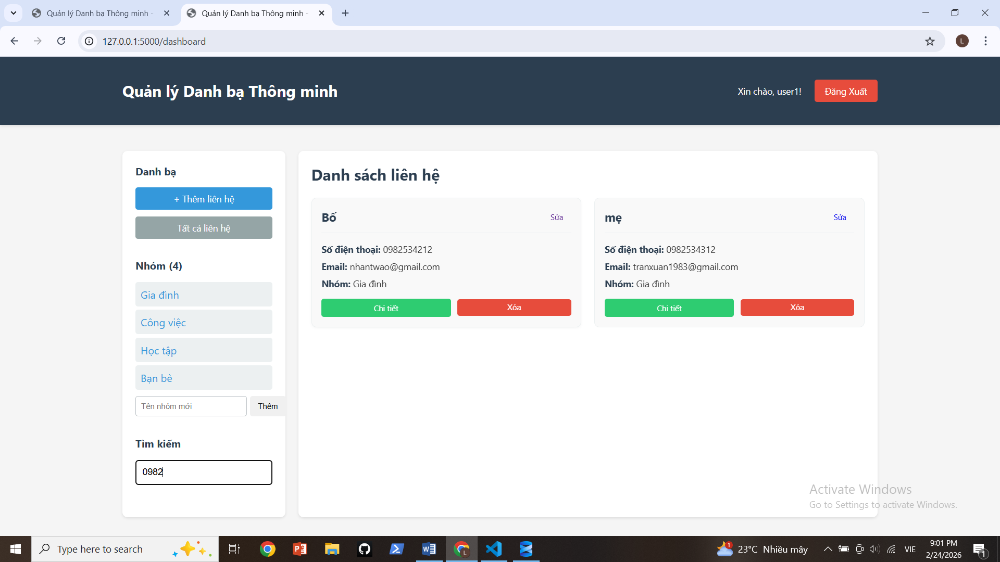 Quản lý Danh bạ Thông minh -
Quản lý Danh bạ Thông minh -
127.0.0.1:5000/dashboard
L
Quản lý Danh bạ Thông minh
Xin chào, user1!
Đăng Xuất
Danh bạ
+ Thêm liên hệ
Tất cả liên hệ
Nhóm (4)
Gia đình
Công việc
Học tập
Bạn bè
Tên nhóm mới
Thêm
Tìm kiếm
0982
Danh sách liên hệ
Bố
Sửa
Số điện thoại: 0982534212
Email: nhantwao@gmail.com
Nhóm: Gia đình
Chi tiết
Xóa
mẹ
Sửa
Số điện thoại: 0982534312
Email: tranxuan1983@gmail.com
Nhóm: Gia đình
Chi tiết
Xóa
Activate Windows
Go to Settings to activate Windows.
Type here to search
L
1
23°C Nhiều mây
VIE
9:01 PM
2/24/2026
1